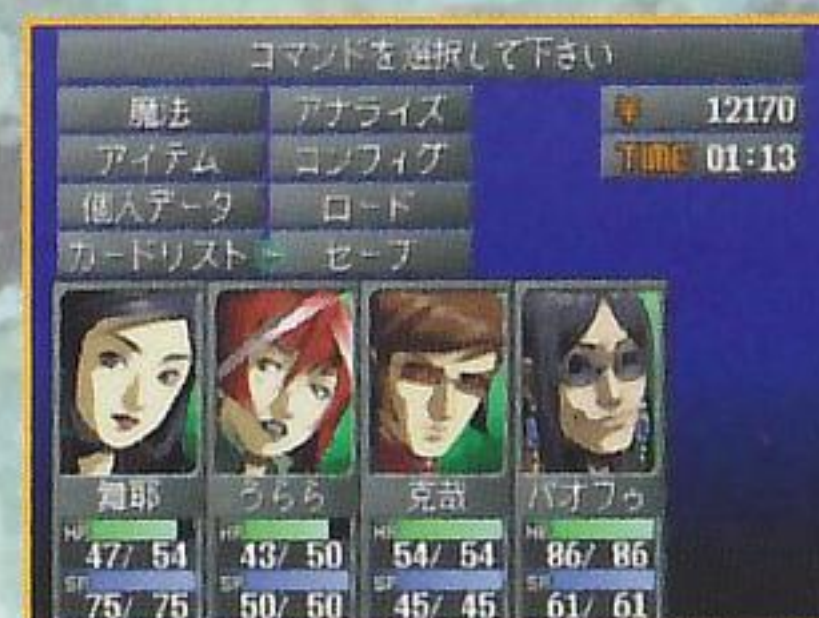 コマンドを選択して下さい
魔法 アナライズ ¥ 12170
アイテム コンフィグ TIME 01:13
個人データ ロード
カードリスト セーブ
舞耶 うらら 克哉 パオフゥ
HP HP HP HP
47/ 54 43/ 50 54/ 54 86/ 86
SP SP SP SP
75/ 75 50/ 50 45/ 45 61/ 61